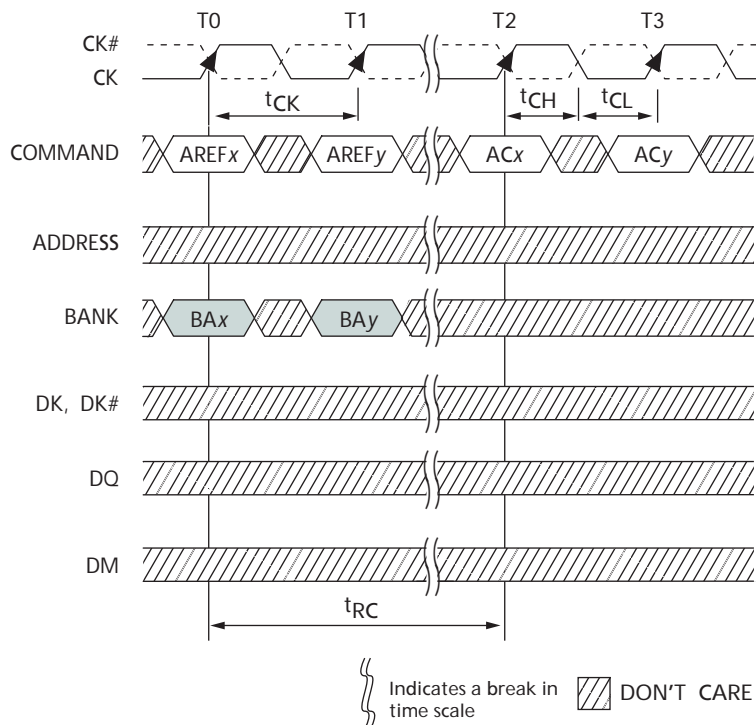 T0 T1 T2 T3
CK#
CK
tCK tCH tCL
COMMAND AREFx AREFy ACx ACy
ADDRESS
BANK BAx BAy
DK, DK#
DQ
DM
tRC
Indicates a break in
time scale
DON'T CARE